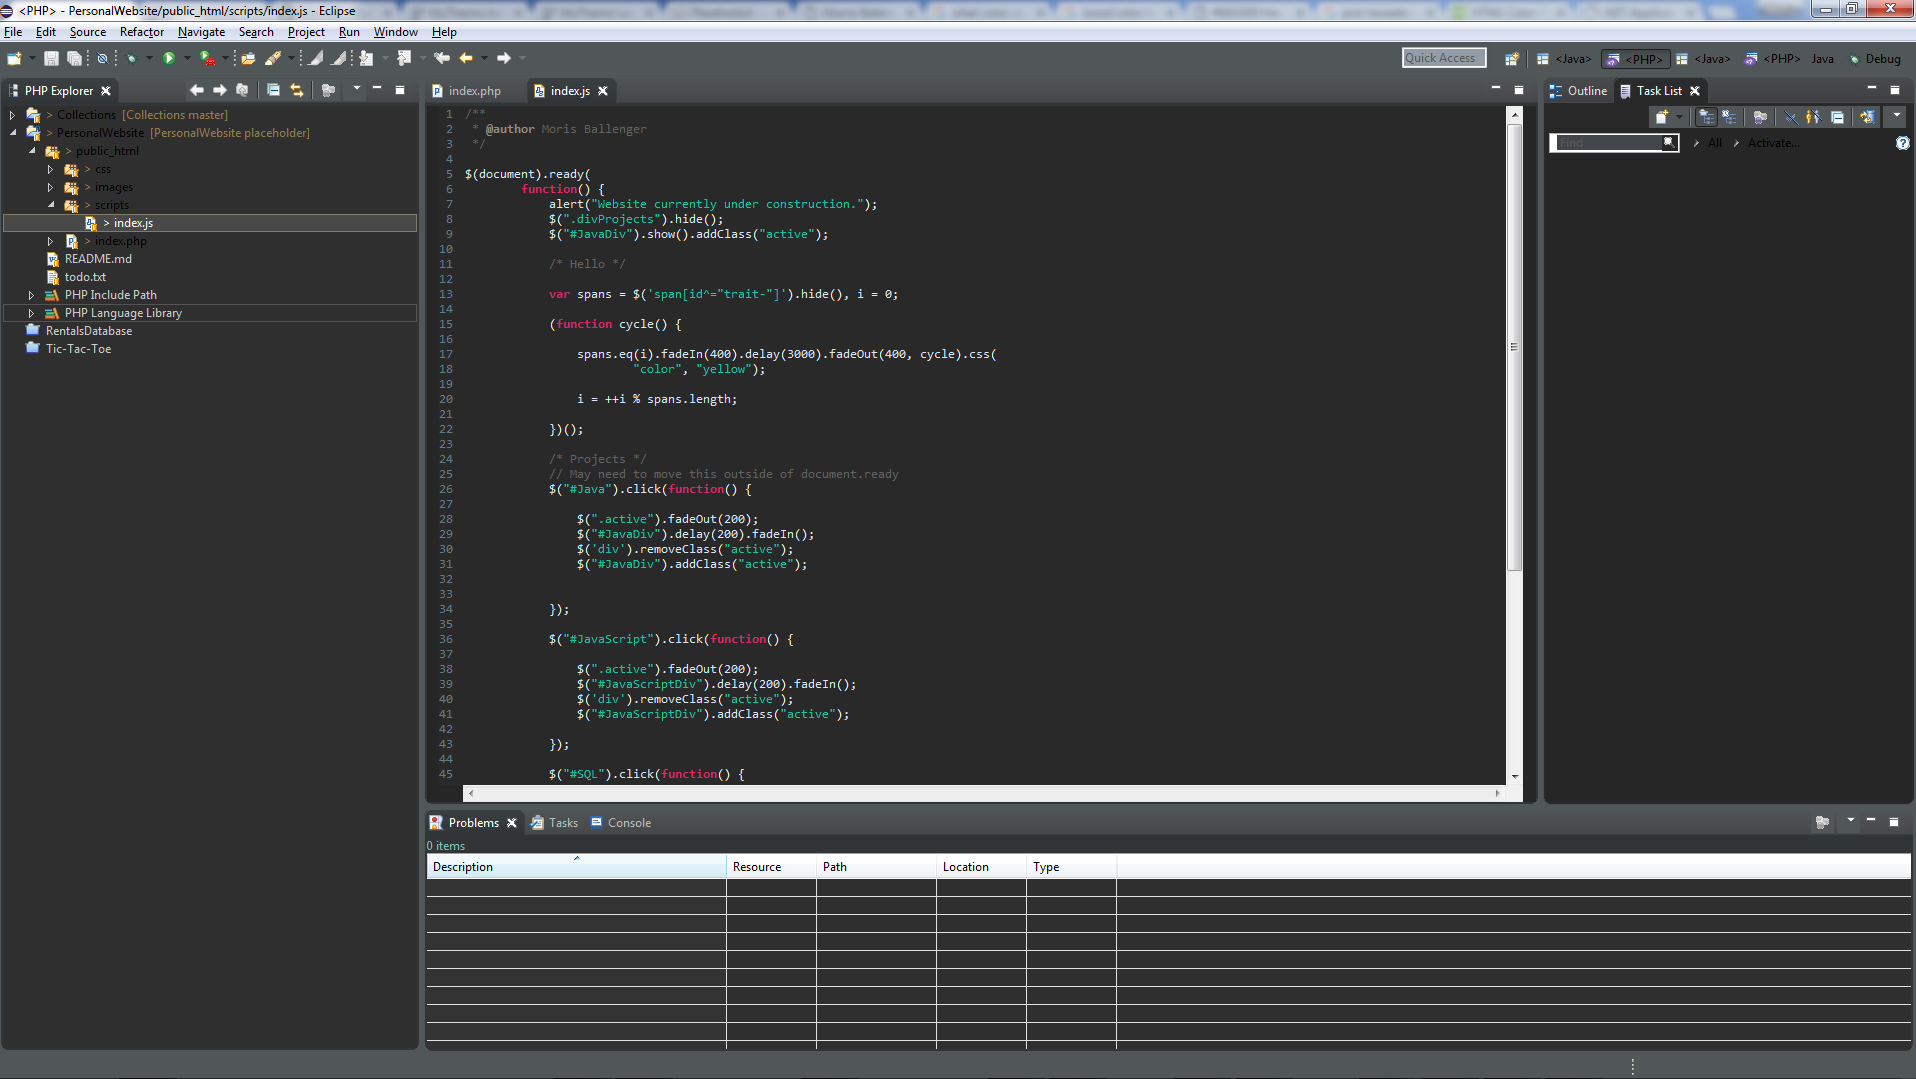 <PHP> - PersonalWebsite/public_html/scripts/index.js - Eclipse
File Edit Source Refactor Navigate Search Project Run Window Help
Quick Access <Java> <PHP> <Java> <PHP> Java Debug
PHP Explorer
> Collections [Collections master]
> PersonalWebsite [PersonalWebsite placeholder]
> public_html
> css
> images
> scripts
> index.js
> index.php
README.md
todo.txt
PHP Include Path
PHP Language Library
RentalsDatabase
Tic-Tac-Toe
index.php index.js
1 /**
2 * @author Moris Ballenger
3 */
4
5 $(document).ready(
6 function() {
7 alert("Website currently under construction.");
8 $(".divProjects").hide();
9 $("#JavaDiv").show().addClass("active");
10
11 /* Hello */
12
13 var spans = $('span[id^="trait-"]').hide(), i = 0;
14
15 (function cycle() {
16
17 spans.eq(i).fadeIn(400).delay(3000).fadeOut(400, cycle).css(
18 "color", "yellow");
19
20 i = ++i % spans.length;
21
22 })();
23
24 /* Projects */
25 // May need to move this outside of document.ready
26 $("#Java").click(function() {
27
28 $(".active").fadeOut(200);
29 $("#JavaDiv").delay(200).fadeIn();
30 $('div').removeClass("active");
31 $("#JavaDiv").addClass("active");
32
33
34 });
35
36 $("#JavaScript").click(function() {
37
38 $(".active").fadeOut(200);
39 $("#JavaScriptDiv").delay(200).fadeIn();
40 $('div').removeClass("active");
41 $("#JavaScriptDiv").addClass("active");
42
43 });
44
45 $("#SQL").click(function() {
Outline Task List
Find All Activate...
Problems Tasks Console
0 items
Description Resource Path Location Type